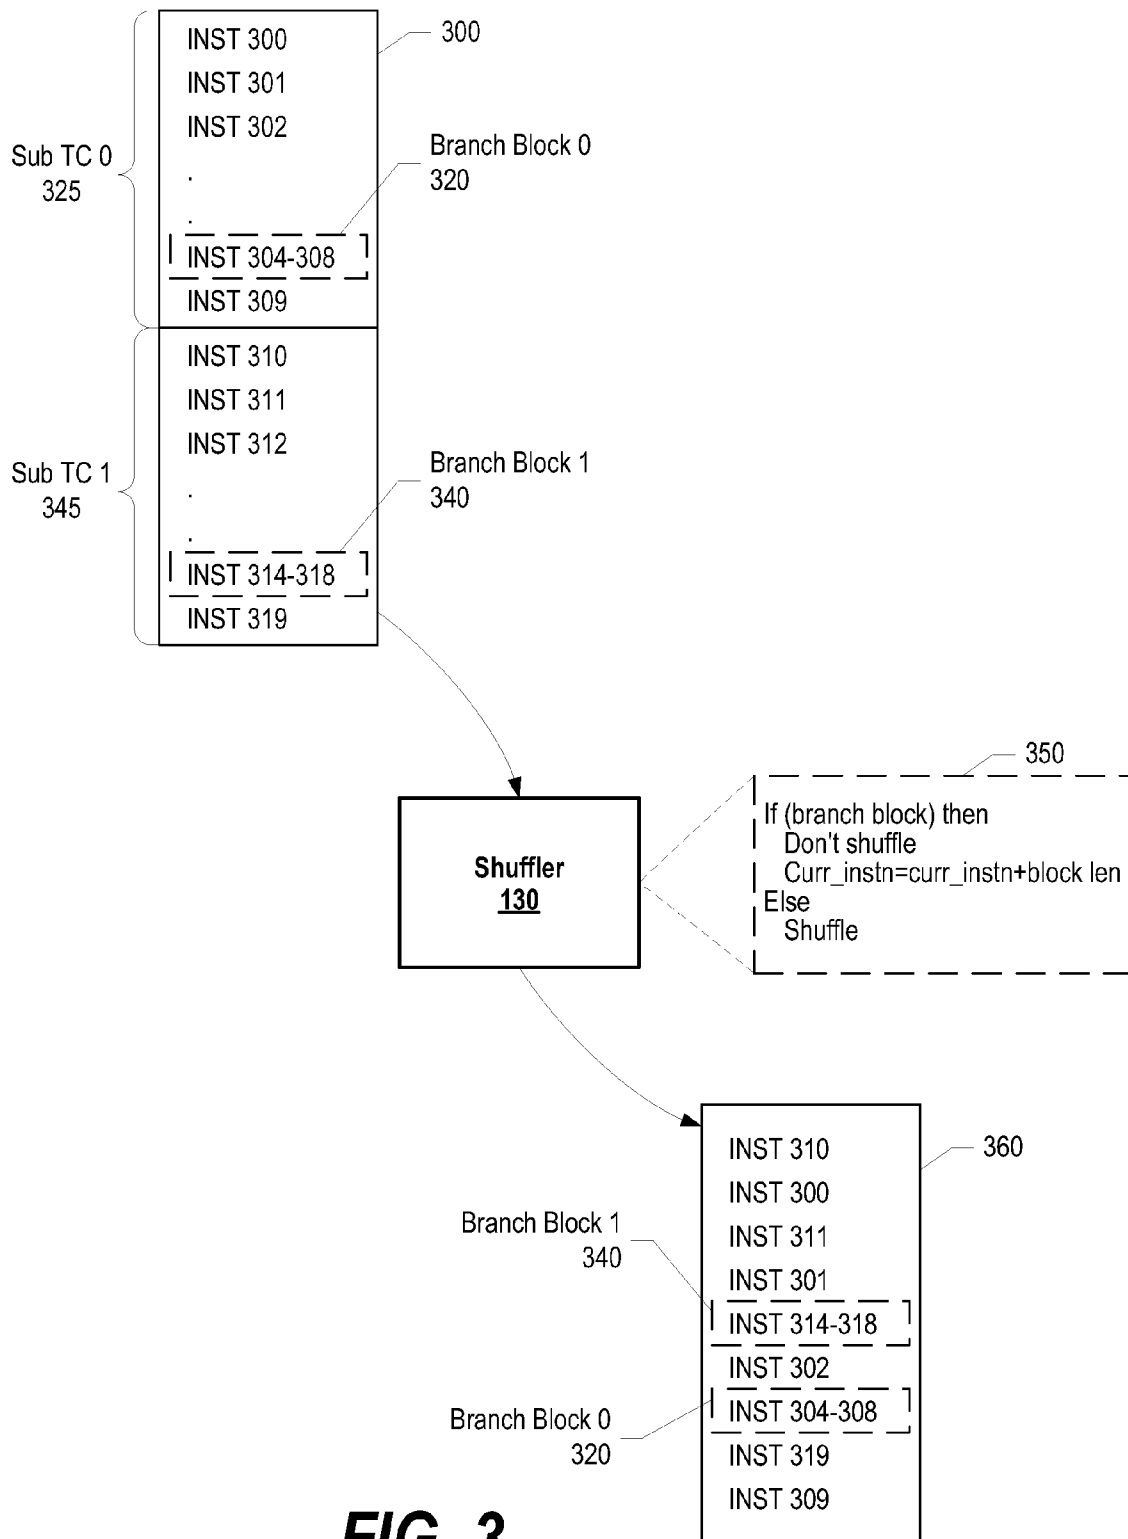 INST 300
300
INST 301
INST 302
Sub TC 0
325
Branch Block 0
320
.
.
INST 304-308
INST 309
INST 310
INST 311
INST 312
Sub TC 1
345
Branch Block 1
340
.
.
INST 314-318
INST 319
350
Shuffler
130
If (branch block) then
Don't shuffle
Curr_instn=curr_instn+block len
Else
Shuffle
360
INST 310
INST 300
INST 311
Branch Block 1
340
INST 301
INST 314-318
INST 302
Branch Block 0
320
INST 304-308
INST 319
INST 309
FIG. 3